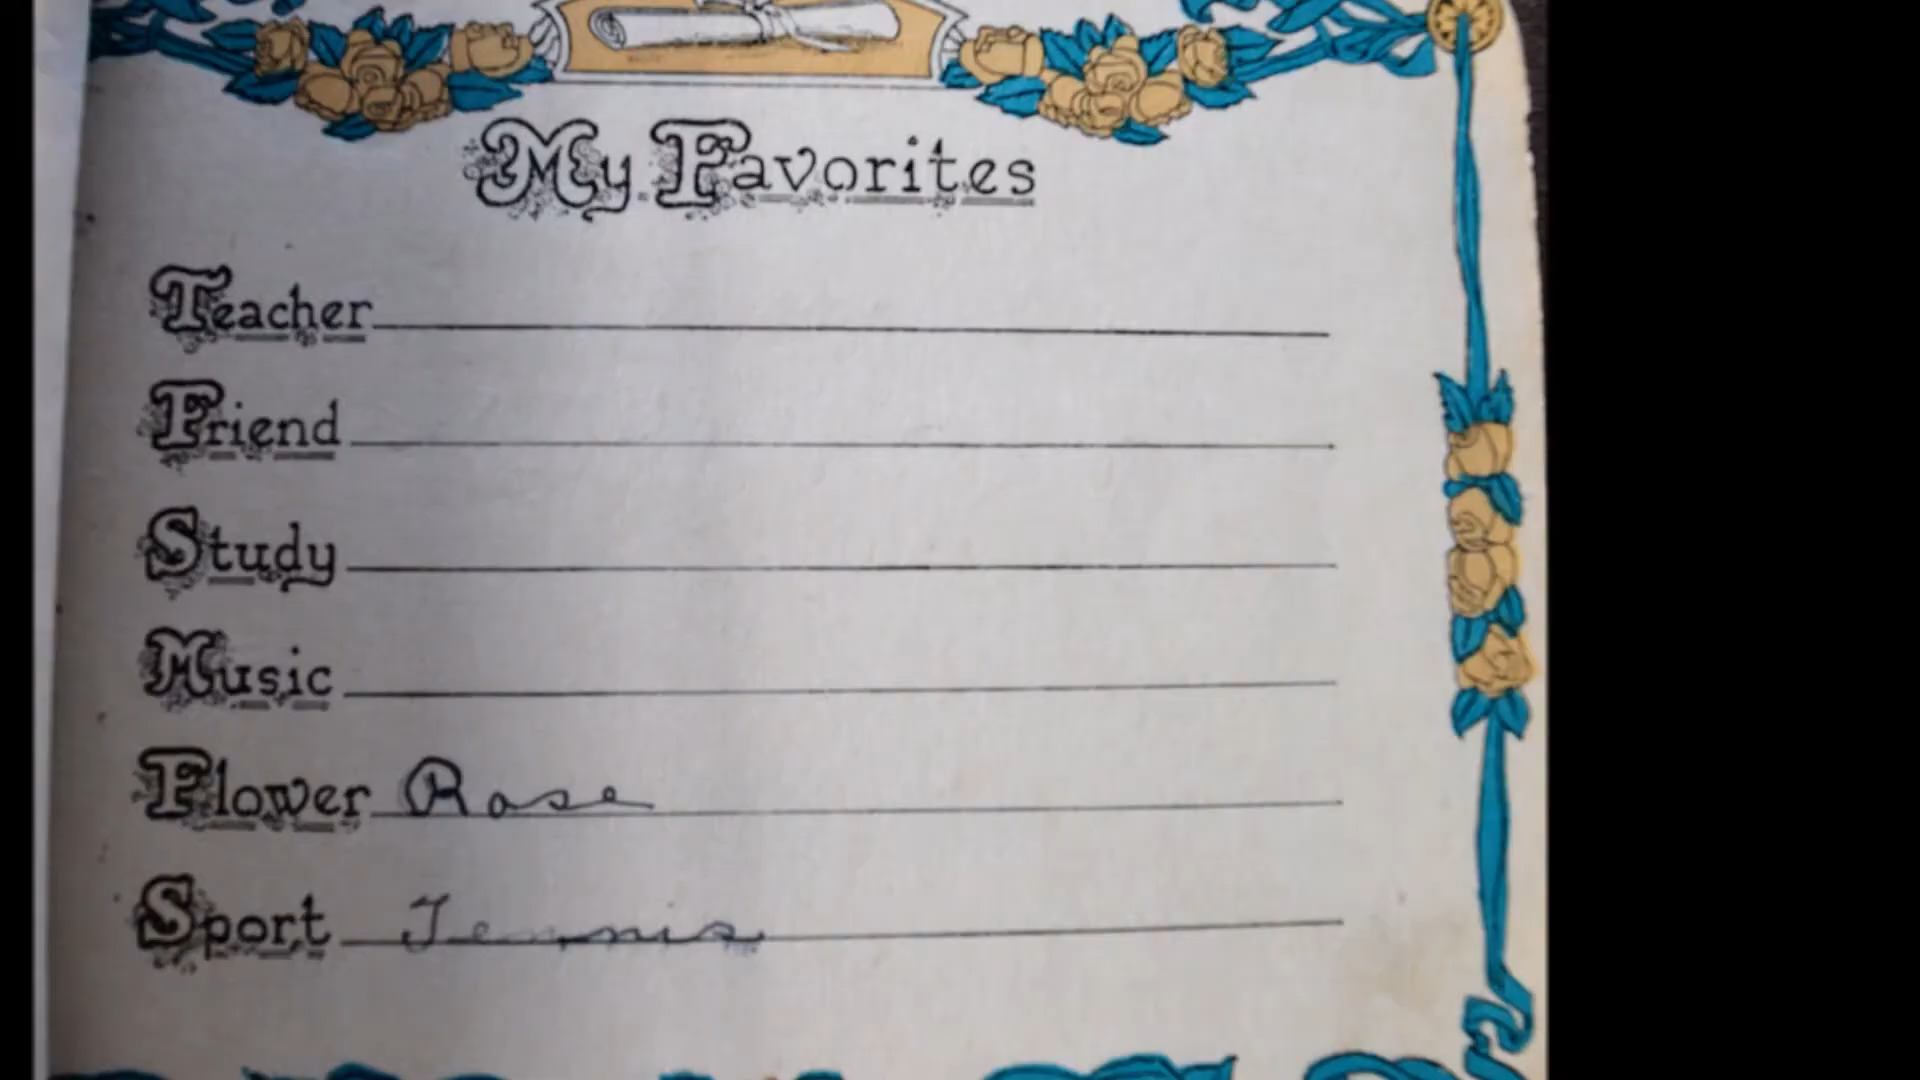 My Favorites
Teacher
Friend
Study
Music
Flower Rose
Sport Tennis